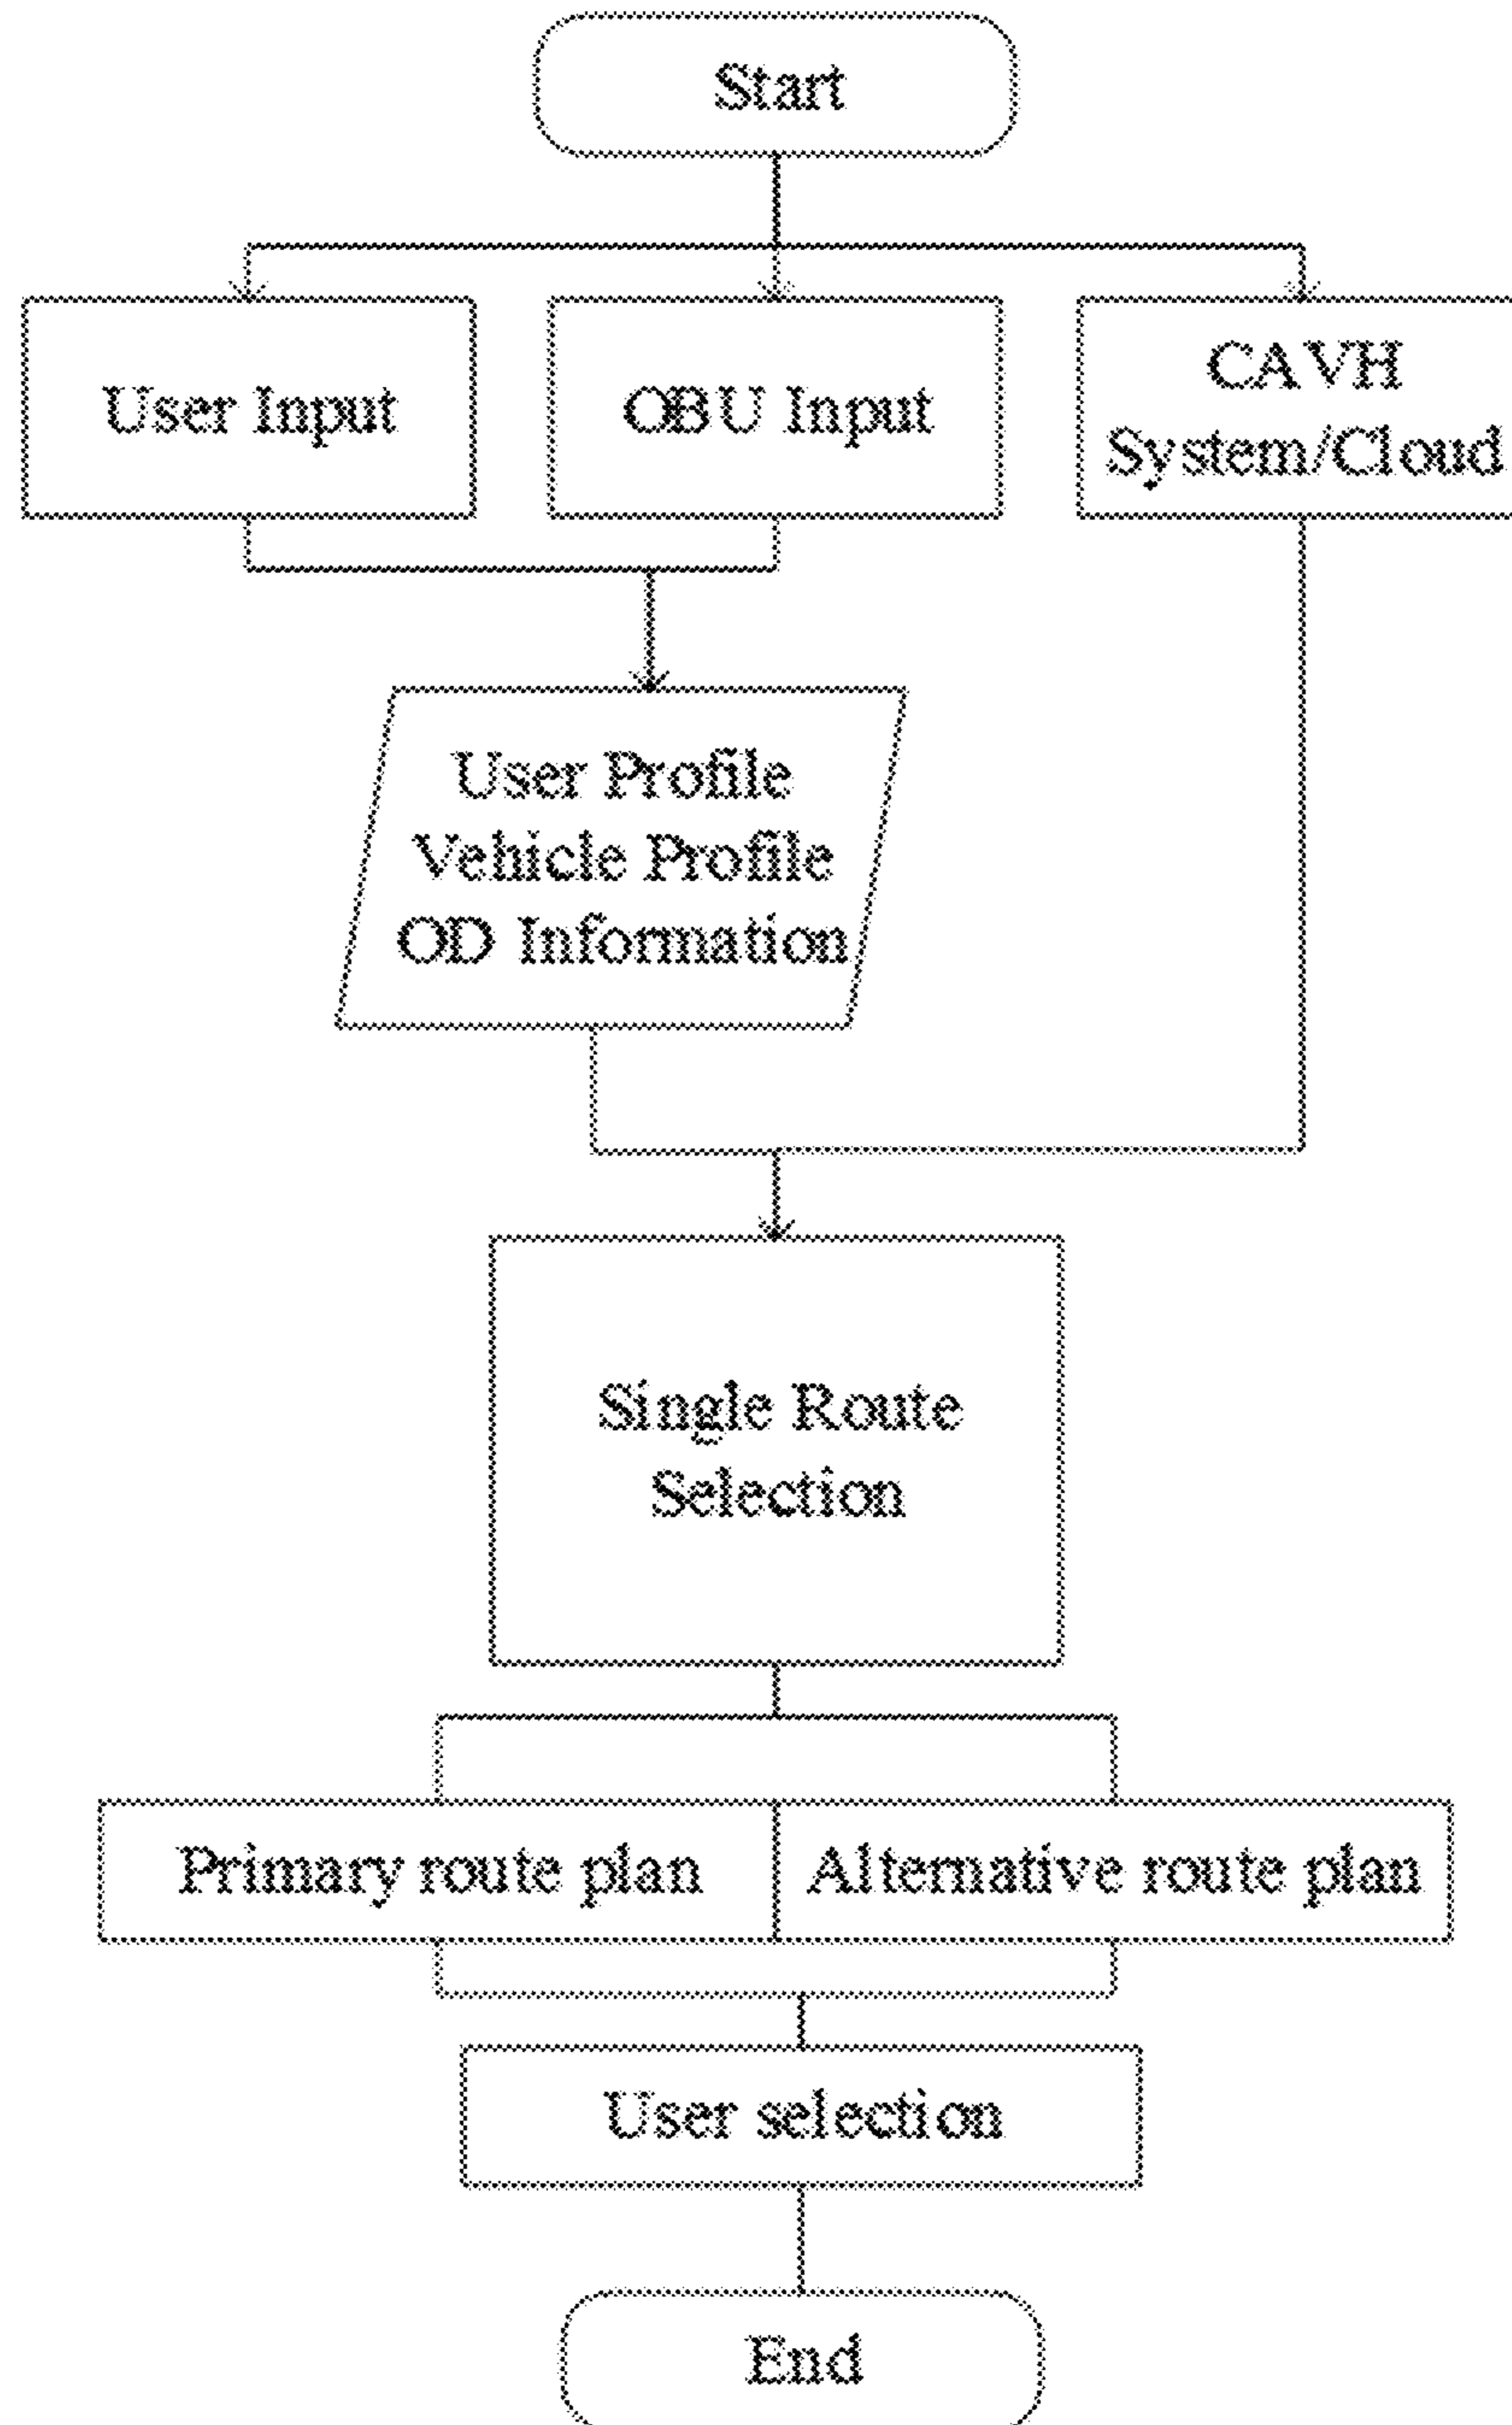 Start
User Input
OBU Input
CAVH
System/Cloud
User Profile
Vehicle Profile
OD Information
Single Route
Selection
Primary route plan
Alternative route plan
User selection
End